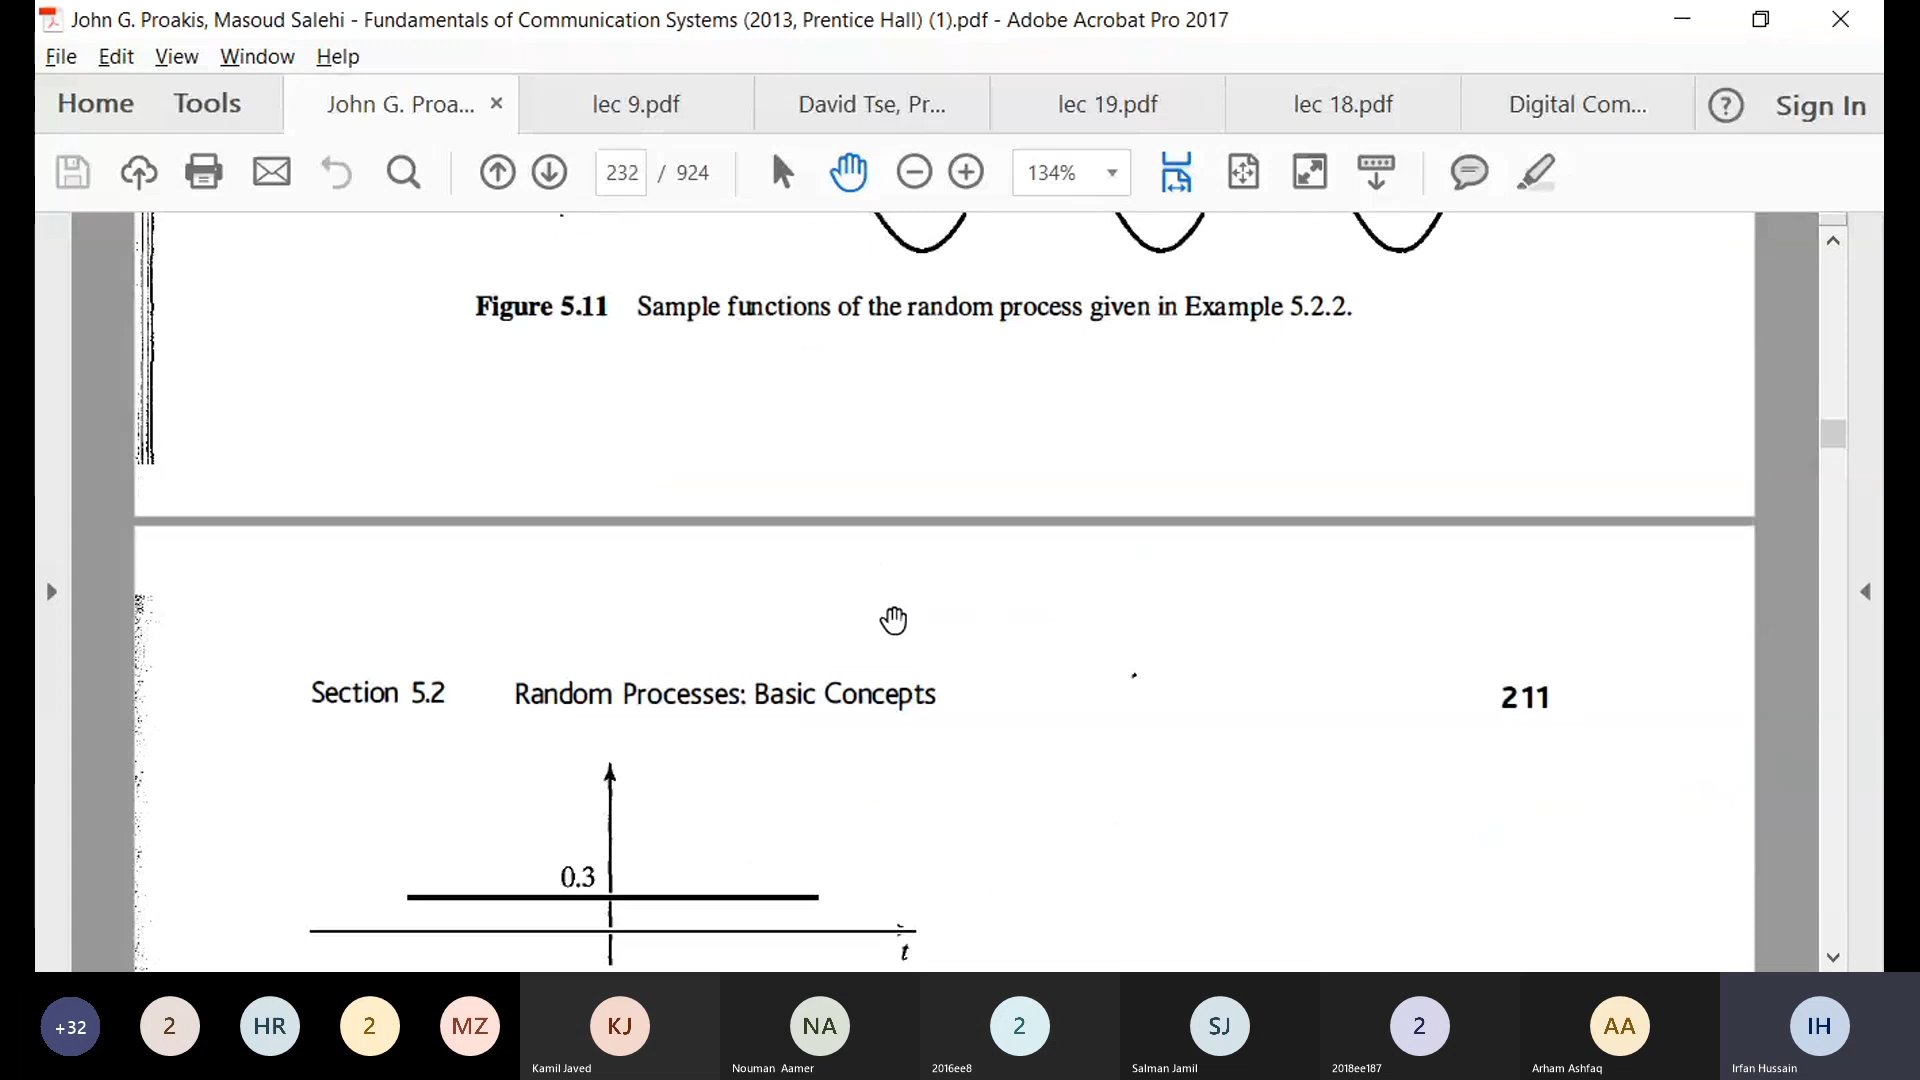 John G. Proakis, Masoud Salehi - Fundamentals of Communication Systems (2013, Prentice Hall) (1).pdf - Adobe Acrobat Pro 2017
File Edit View Window Help
Home Tools John G. Proa... × lec 9.pdf David Tse, Pr... lec 19.pdf lec 18.pdf Digital Com... ? Sign In
232 / 924 134%
Figure 5.11 Sample functions of the random process given in Example 5.2.2.
Section 5.2 Random Processes: Basic Concepts 211
0.3
t
+32 2 HR 2 MZ KJ NA 2 SJ 2 AA IH
Kamil Javed Nouman Aamer 2016ee8 Salman Jamil 2018ee187 Arham Ashfaq Irfan Hussain